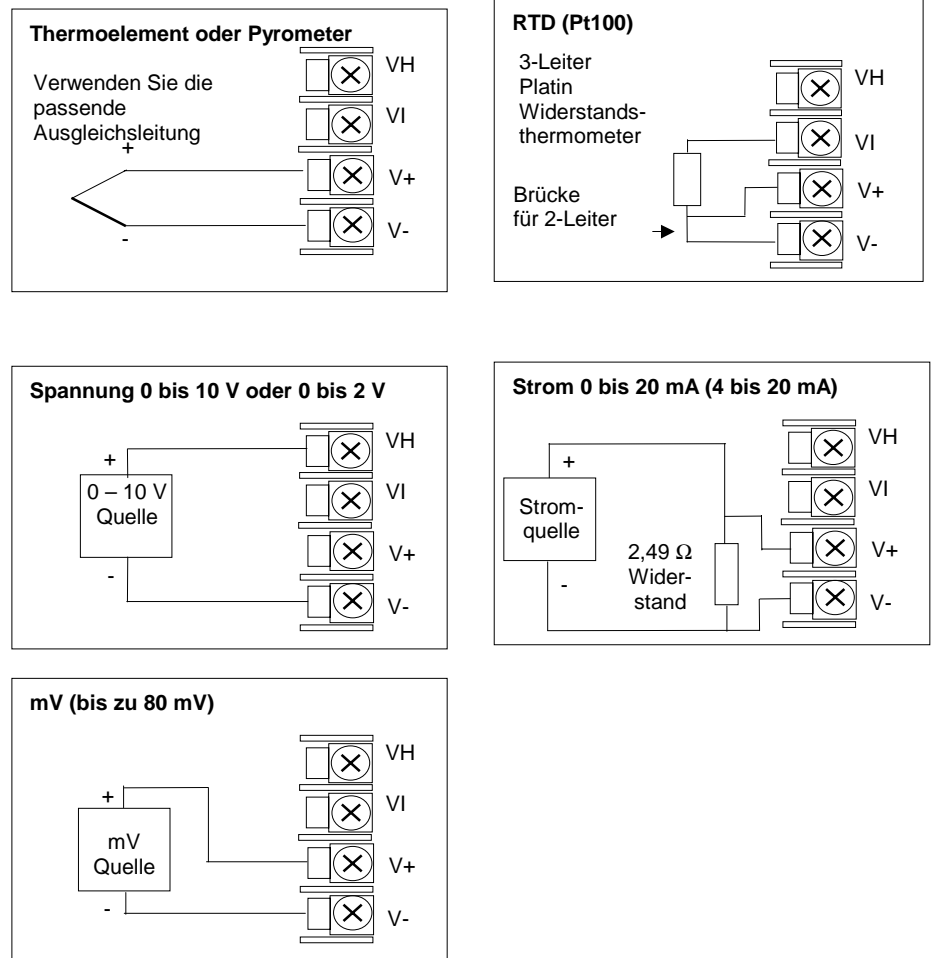 Thermoelement oder Pyrometer
Verwenden Sie die
passende
Ausgleichsleitung
+
-
VH
VI
V+
V-
RTD (Pt100)
3-Leiter
Platin
Widerstands-
thermometer
Brücke
für 2-Leiter
VH
VI
V+
V-
Spannung 0 bis 10 V oder 0 bis 2 V
+
0 – 10 V
Quelle
-
VH
VI
V+
V-
Strom 0 bis 20 mA (4 bis 20 mA)
+
Strom-
quelle
-
2,49 Ω
Wider-
stand
VH
VI
V+
V-
mV (bis zu 80 mV)
+
mV
Quelle
-
VH
VI
V+
V-